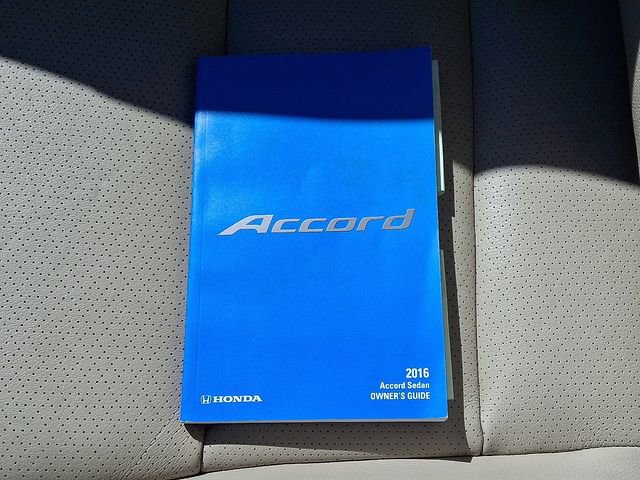 Accord
2016
Accord Sedan
OWNER'S GUIDE
HONDA